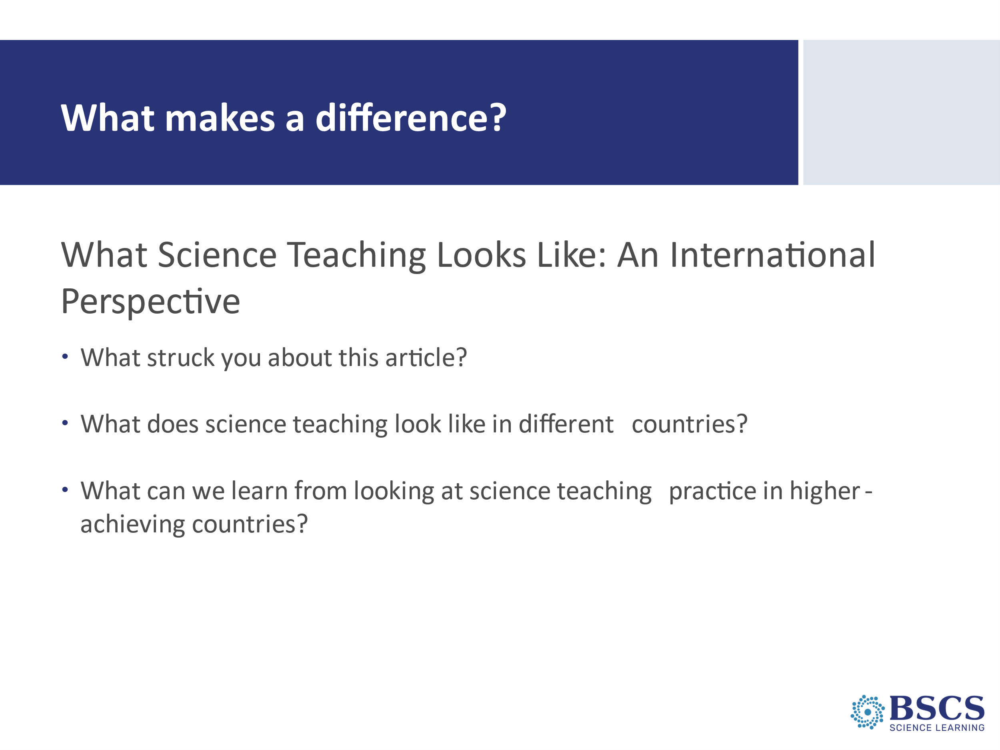 What makes a difference?
What Science Teaching Looks Like: An International
Perspective
• What struck you about this article?
• What does science teaching look like in different   countries?
• What can we learn from looking at science teaching   practice in higher-
achieving countries?
BSCS
SCIENCE LEARNING